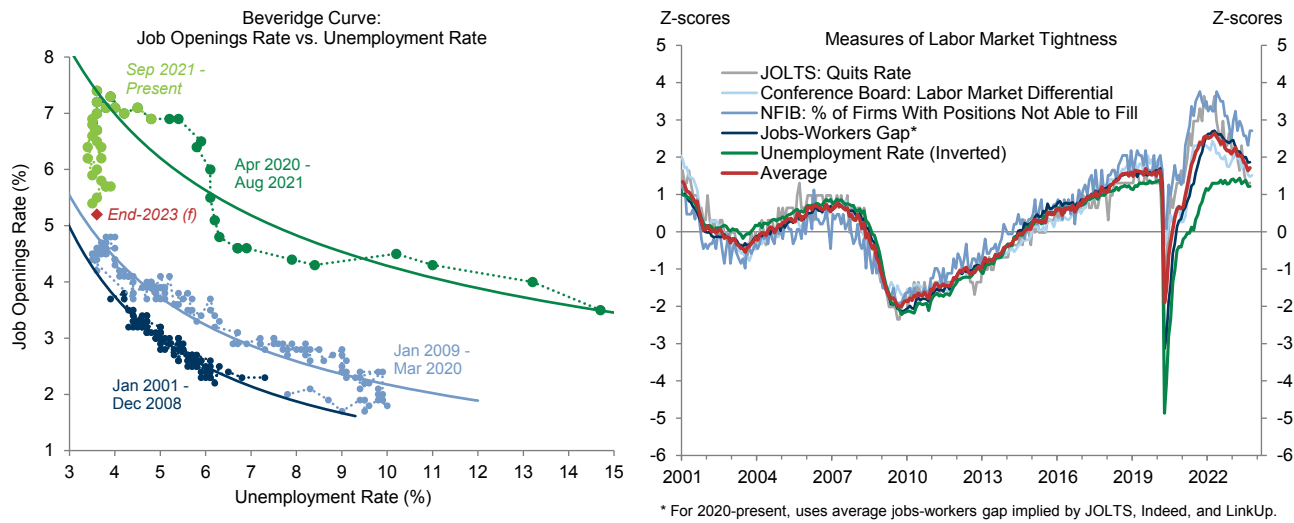 Beveridge Curve:
Job Openings Rate vs. Unemployment Rate
Job Openings Rate (%)
8
7
6
5
4
3
2
1
Sep 2021 -
Present
Apr 2020 -
Aug 2021
End-2023 (f)
Jan 2009 -
Mar 2020
Jan 2001 -
Dec 2008
3 4 5 6 7 8 9 10 11 12 13 14 15
Unemployment Rate (%)
Z-scores
Z-scores
Measures of Labor Market Tightness
5
4
3
2
1
0
-1
-2
-3
-4
-5
-6
JOLTS: Quits Rate
Conference Board: Labor Market Differential
NFIB: % of Firms With Positions Not Able to Fill
Jobs-Workers Gap*
Unemployment Rate (Inverted)
Average
5
4
3
2
1
0
-1
-2
-3
-4
-5
-6
2001 2004 2007 2010 2013 2016 2019 2022
* For 2020-present, uses average jobs-workers gap implied by JOLTS, Indeed, and LinkUp.